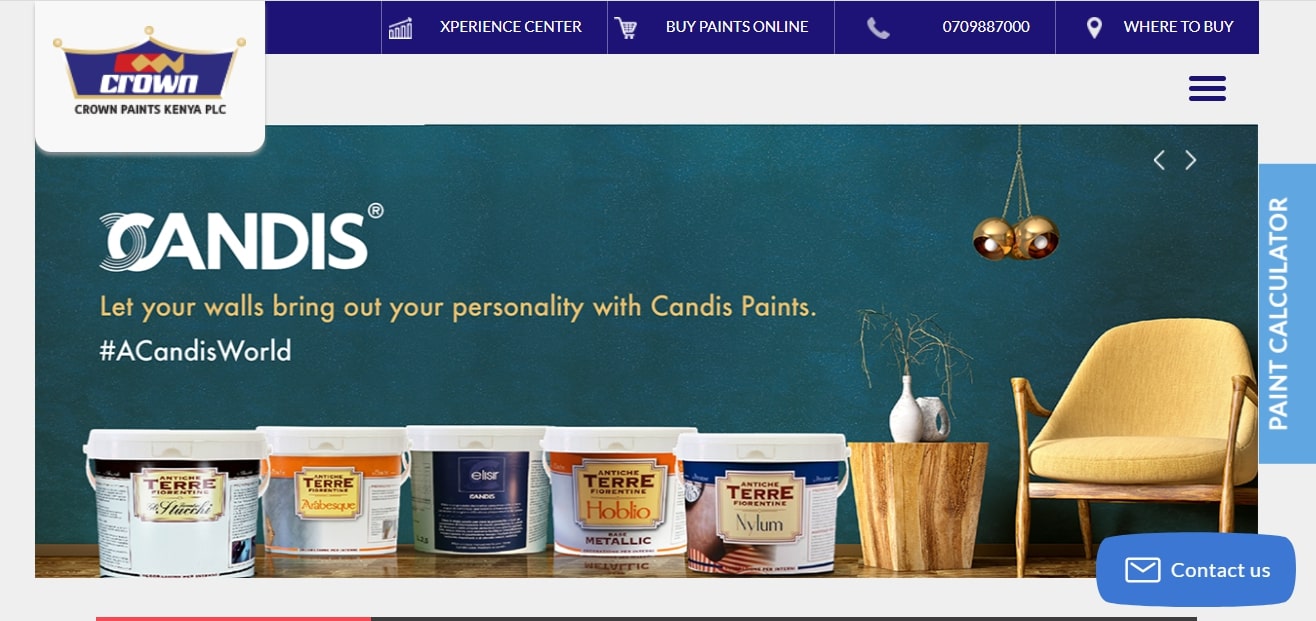 XPERIENCE CENTER
BUY PAINTS ONLINE
0709887000
WHERE TO BUY
crown
CROWN PAINTS KENYA PLC
CANDIS®
Let your walls bring out your personality with Candis Paints.
#ACandisWorld
PAINT CALCULATOR
ANTICHE
TERRE
FIORENTINE
Stucchi
ANTICHE
TERRE
FIORENTINE
Arabesque
elisir
CANDIS
ANTICHE
TERRE
FIORENTINE
Hoblio
BASE
METALLIC
ANTICHE
TERRE
FIORENTINE
Nylum
Contact us